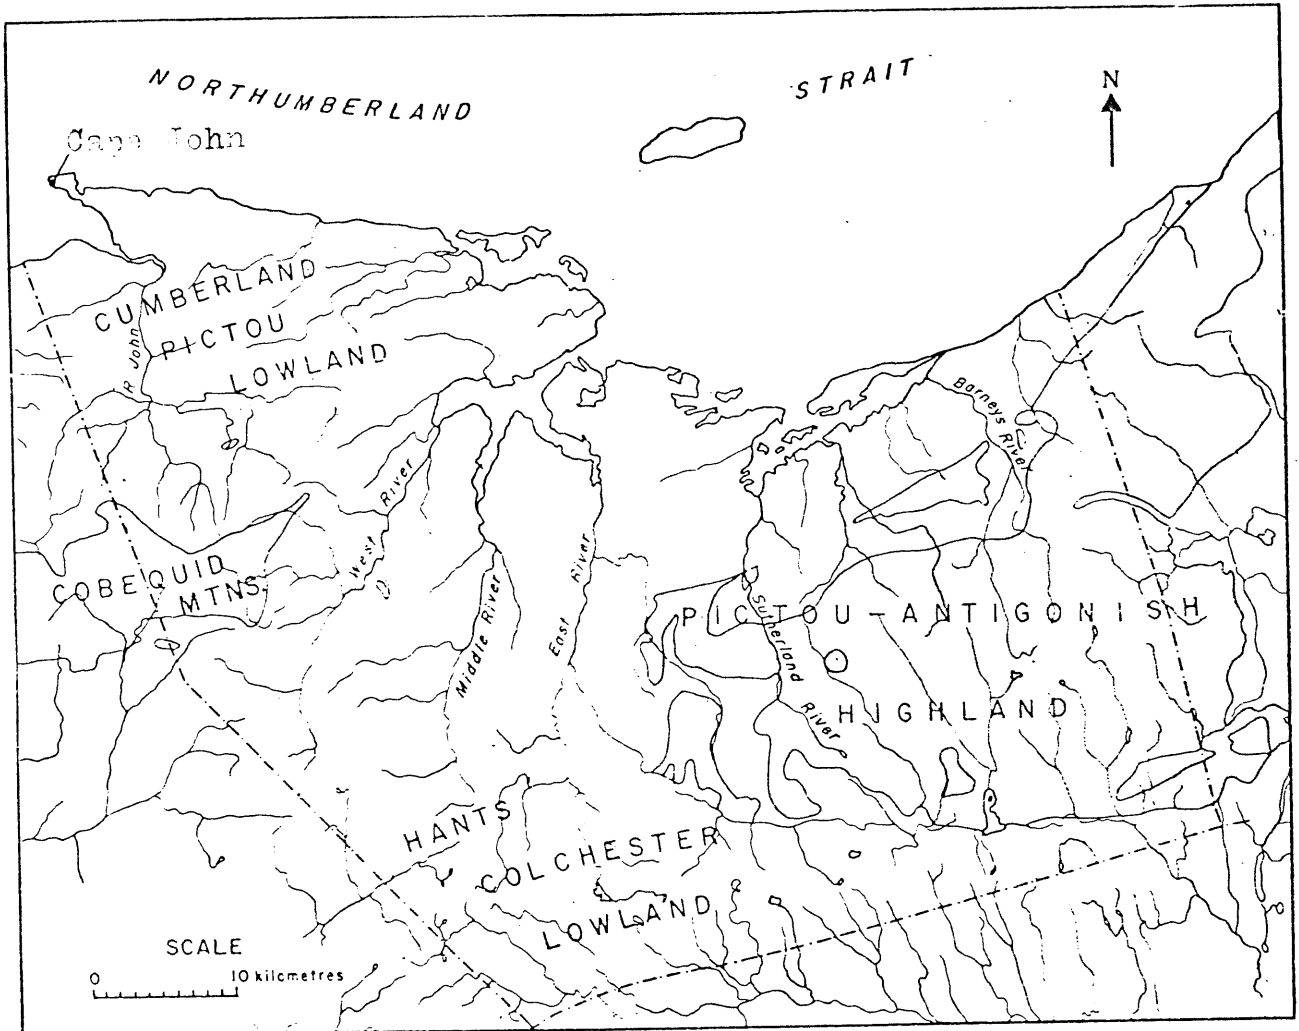 NORTHUMBERLAND
STRAIT
N
Cape John
CUMBERLAND
PICTOU
LOWLAND
R John
Barneys River
West River
COBEQUID
MTNS.
Middle River
East River
Sutherland River
PICTOU-ANTIGONISH
HIGHLAND
HANTS
COLCHESTER
LOWLAND
SCALE
0 10 kilometres